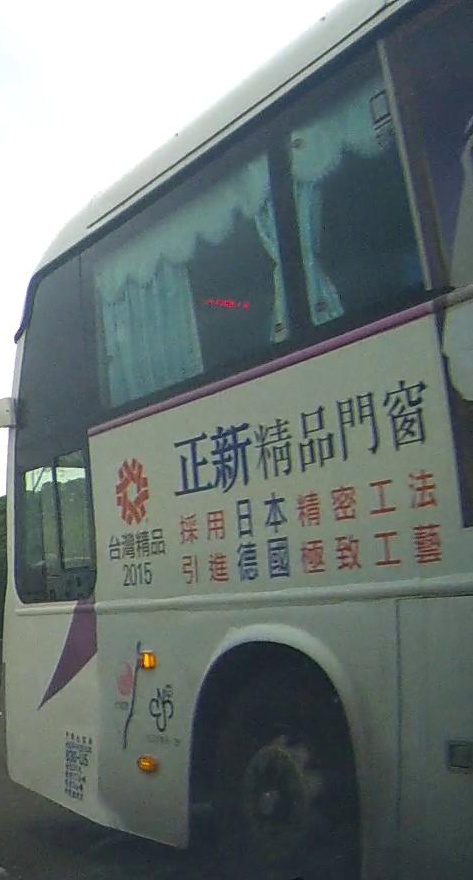 正新精品門窗
台灣精品
2015
採用日本精密工法
引進德國極致工藝